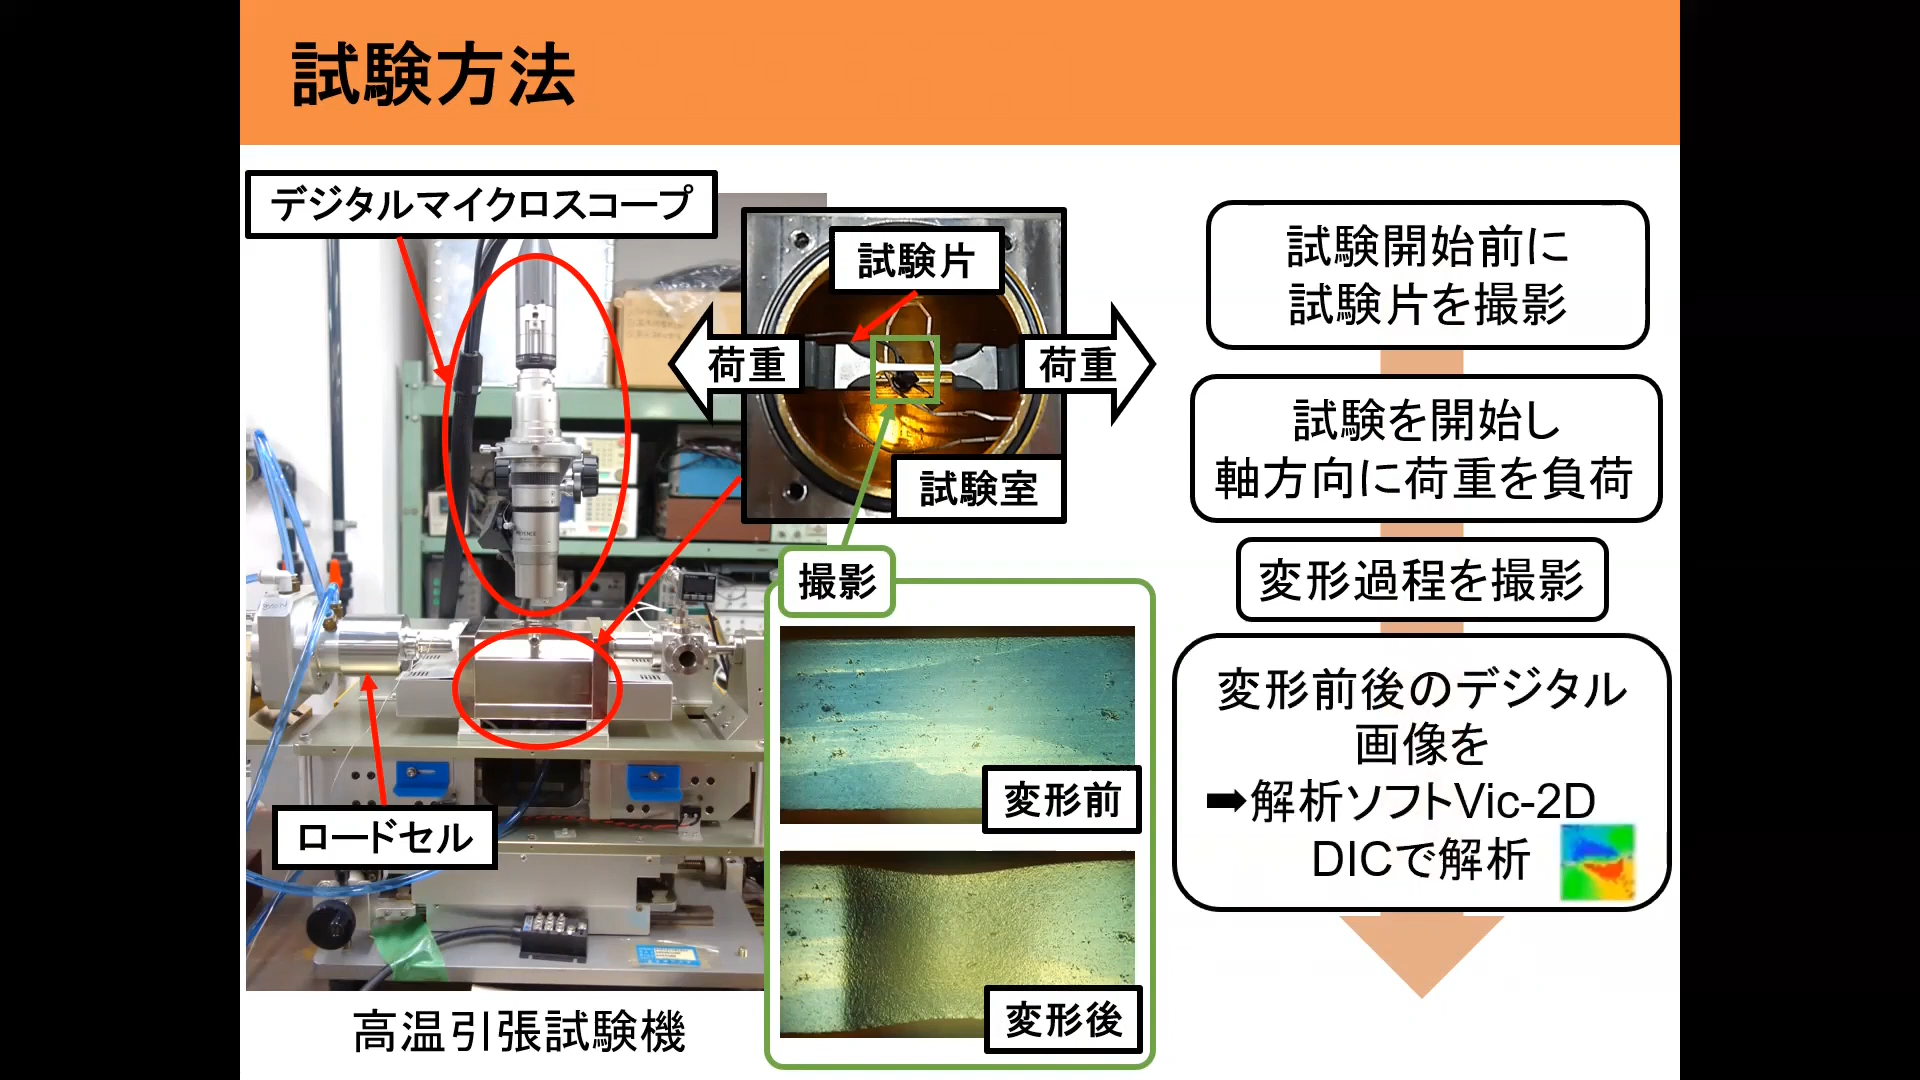 試験方法
デジタルマイクロスコープ
試験片
荷重
荷重
試験室
撮影
変形前
変形後
ロードセル
高温引張試験機
試験開始前に
試験片を撮影
試験を開始し
軸方向に荷重を負荷
変形過程を撮影
変形前後のデジタル
画像を
➡解析ソフトVic-2D
DICで解析